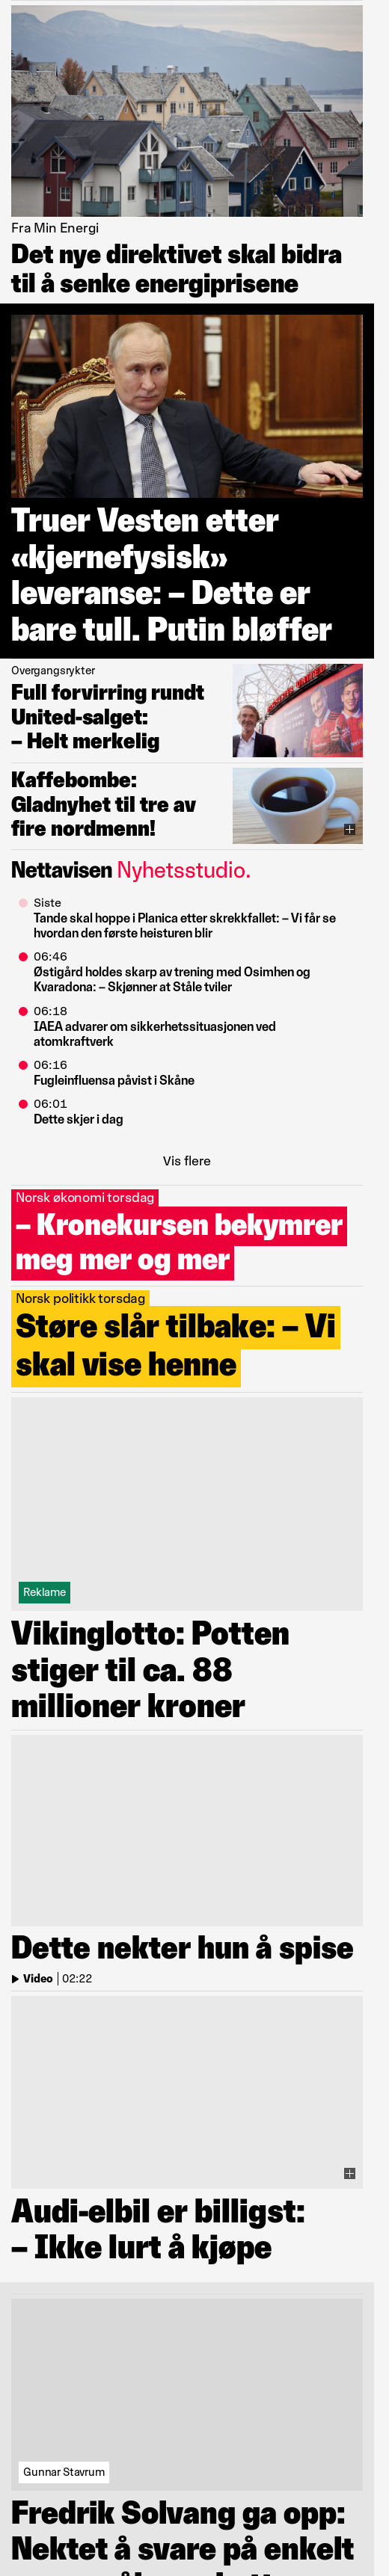 Fra Min Energi
Det nye direktivet skal bidra
til å senke energiprisene
Truer Vesten etter
«kjernefysisk»
leveranse: – Dette er
bare tull. Putin bløffer
Overgangsrykter
Full forvirring rundt
United-salget:
– Helt merkelig
Kaffebombe:
Gladnyhet til tre av
fire nordmenn!
Nettavisen Nyhetsstudio.
Siste
Tande skal hoppe i Planica etter skrekkfallet: – Vi får se
hvordan den første heisturen blir
06:46
Østigård holdes skarp av trening med Osimhen og
Kvaradona: – Skjønner at Ståle tviler
06:18
IAEA advarer om sikkerhetssituasjonen ved
atomkraftverk
06:16
Fugleinfluensa påvist i Skåne
06:01
Dette skjer i dag
Vis flere
Norsk økonomi torsdag
– Kronekursen bekymrer
meg mer og mer
Norsk politikk torsdag
Støre slår tilbake: – Vi
skal vise henne
Reklame
Vikinglotto: Potten
stiger til ca. 88
millioner kroner
Dette nekter hun å spise
Video 02:22
Audi-elbil er billigst:
– Ikke lurt å kjøpe
Gunnar Stavrum
Fredrik Solvang ga opp:
Nektet å svare på enkelt